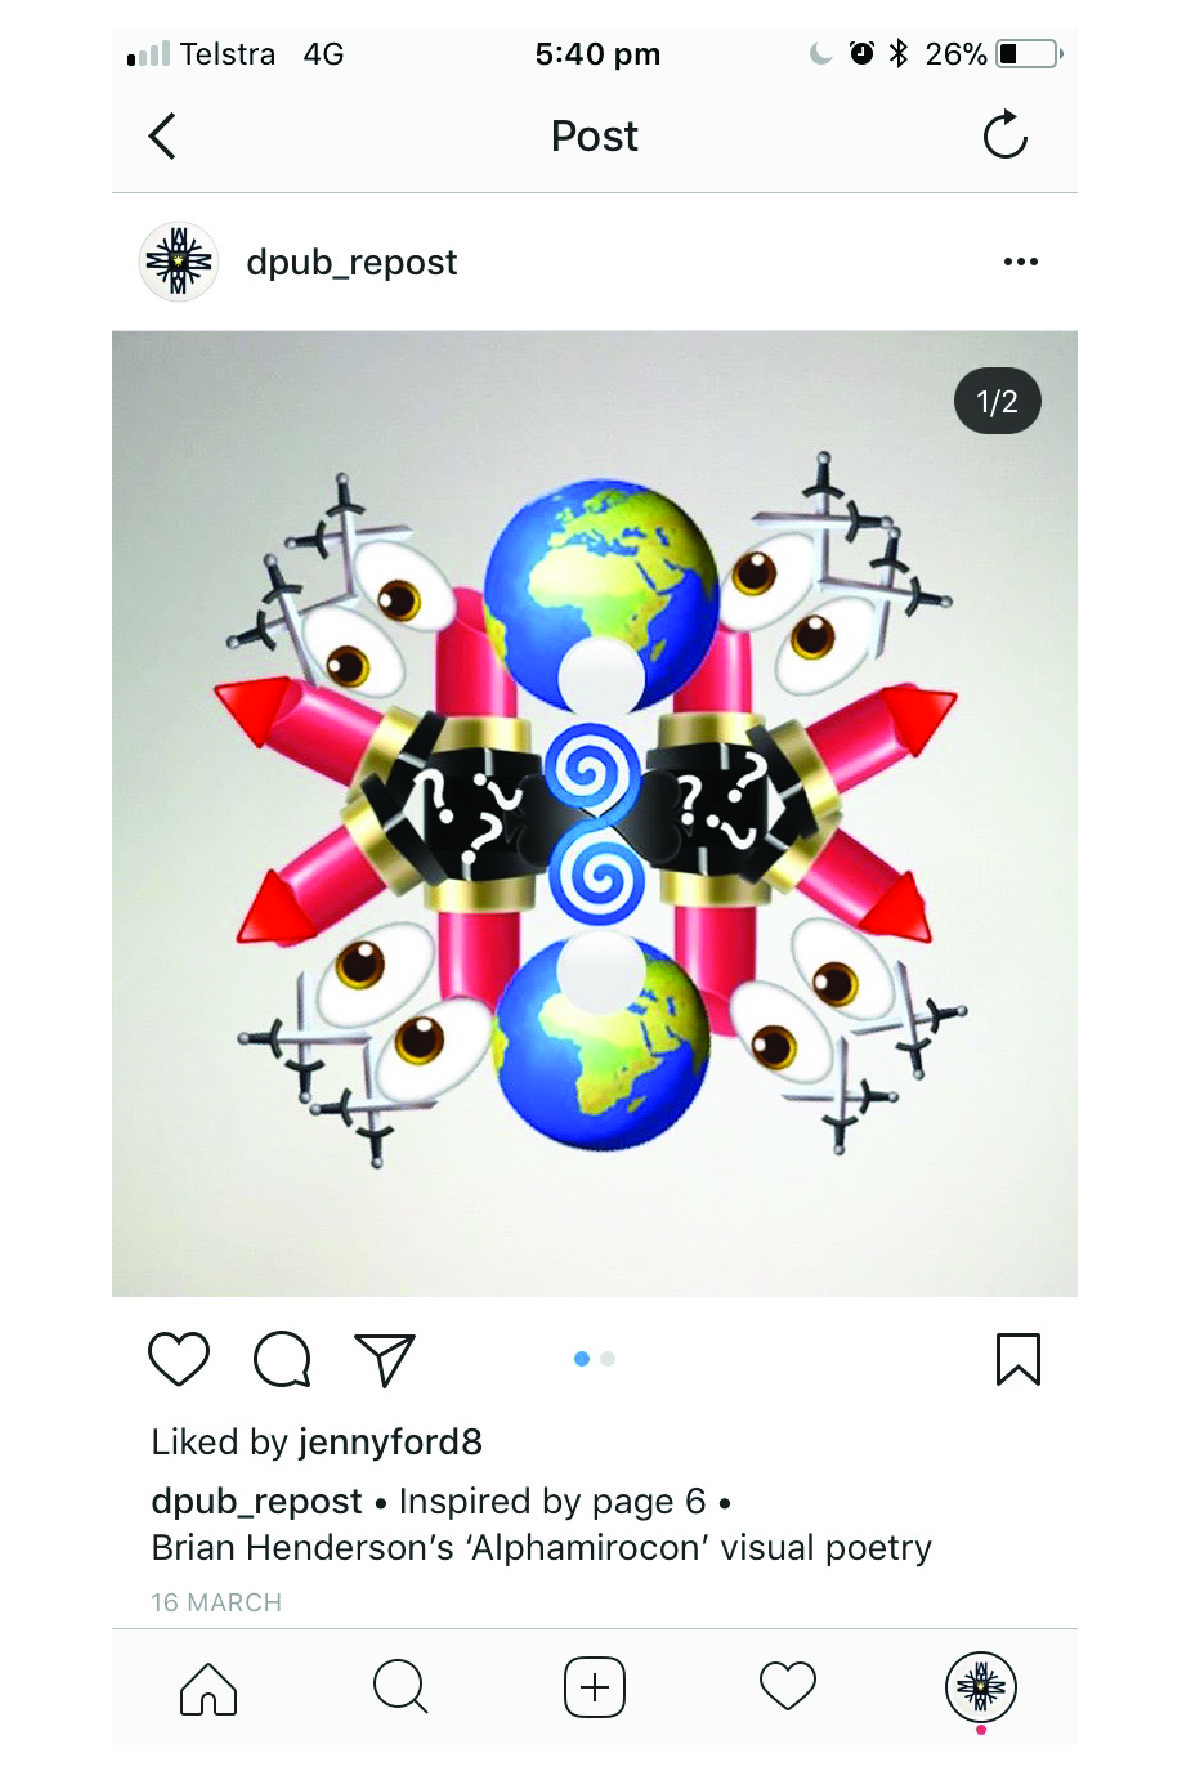 Telstra 4G 5:40 pm 26%
Post
dpub_repost
1/2
? ? ? ? ? ?
Liked by jennyford8
dpub_repost • Inspired by page 6 •
Brian Henderson’s ‘Alphamirocon’ visual poetry
16 MARCH